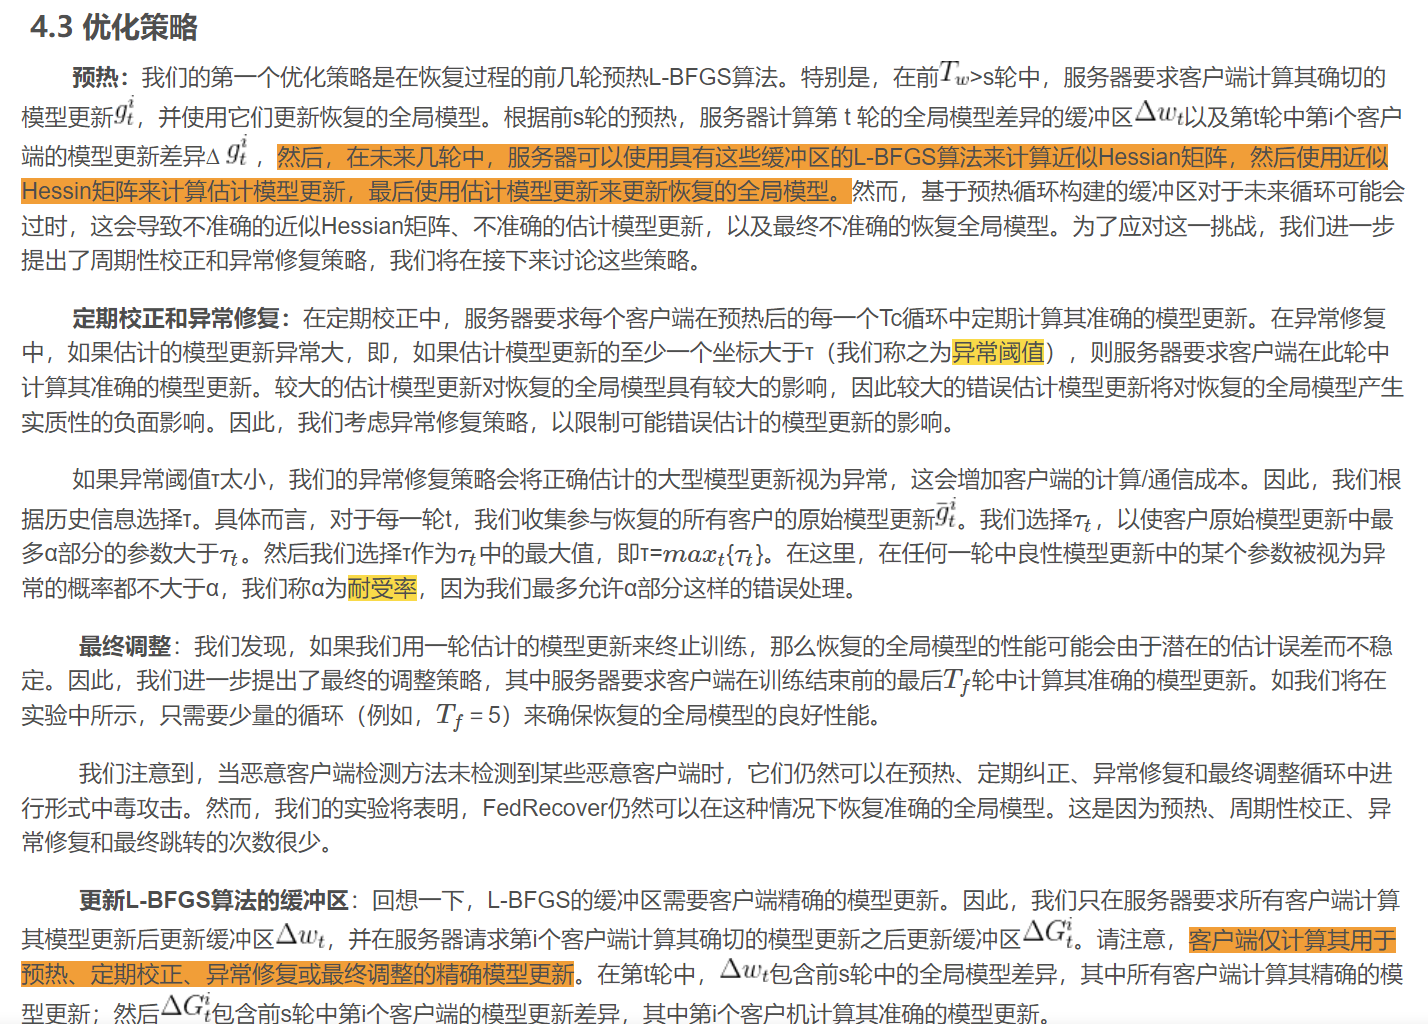 4.3 优化策略
预热：我们的第一个优化策略是在恢复过程的前几轮预热L-BFGS算法。特别是，在前T_w>s轮中，服务器要求客户端计算其确切的
模型更新g_t^i，并使用它们更新恢复的全局模型。根据前s轮的预热，服务器计算第 t 轮的全局模型差异的缓冲区Δw_t以及第t轮中第i个客户
端的模型更新差异Δ g_t^i ，然后，在未来几轮中，服务器可以使用具有这些缓冲区的L-BFGS算法来计算近似Hessian矩阵，然后使用近似
Hessin矩阵来计算估计模型更新，最后使用估计模型更新来更新恢复的全局模型。然而，基于预热循环构建的缓冲区对于未来循环可能会
过时，这会导致不准确的近似Hessian矩阵、不准确的估计模型更新，以及最终不准确的恢复全局模型。为了应对这一挑战，我们进一步
提出了周期性校正和异常修复策略，我们将在接下来讨论这些策略。
定期校正和异常修复：在定期校正中，服务器要求每个客户端在预热后的每一个Tc循环中定期计算其准确的模型更新。在异常修复
中，如果估计的模型更新异常大，即，如果估计模型更新的至少一个坐标大于τ（我们称之为异常阈值），则服务器要求客户端在此轮中
计算其准确的模型更新。较大的估计模型更新对恢复的全局模型具有较大的影响，因此较大的错误估计模型更新将对恢复的全局模型产生
实质性的负面影响。因此，我们考虑异常修复策略，以限制可能错误估计的模型更新的影响。
如果异常阈值τ太小，我们的异常修复策略会将正确估计的大型模型更新视为异常，这会增加客户端的计算/通信成本。因此，我们根
据历史信息选择τ。具体而言，对于每一轮t，我们收集参与恢复的所有客户的原始模型更新ḡ_t^i。我们选择τ_t，以使客户原始模型更新中最
多α部分的参数大于τ_t。然后我们选择τ作为τ_t中的最大值，即τ=max_t{τ_t}。在这里，在任何一轮中良性模型更新中的某个参数被视为异
常的概率都不大于α，我们称α为耐受率，因为我们最多允许α部分这样的错误处理。
最终调整：我们发现，如果我们用一轮估计的模型更新来终止训练，那么恢复的全局模型的性能可能会由于潜在的估计误差而不稳
定。因此，我们进一步提出了最终的调整策略，其中服务器要求客户端在训练结束前的最后T_f轮中计算其准确的模型更新。如我们将在
实验中所示，只需要少量的循环（例如，T_f = 5）来确保恢复的全局模型的良好性能。
我们注意到，当恶意客户端检测方法未检测到某些恶意客户端时，它们仍然可以在预热、定期纠正、异常修复和最终调整循环中进
行形式中毒攻击。然而，我们的实验将表明，FedRecover仍然可以在这种情况下恢复准确的全局模型。这是因为预热、周期性校正、异
常修复和最终跳转的次数很少。
更新L-BFGS算法的缓冲区：回想一下，L-BFGS的缓冲区需要客户端精确的模型更新。因此，我们只在服务器要求所有客户端计算
其模型更新后更新缓冲区Δw_t，并在服务器请求第i个客户端计算其确切的模型更新之后更新缓冲区ΔG_t^i。请注意，客户端仅计算其用于
预热、定期校正、异常修复或最终调整的精确模型更新。在第t轮中，Δw_t包含前s轮中的全局模型差异，其中所有客户端计算其精确的模
型更新；然后ΔG_t^i包含前s轮中第i个客户端的模型更新差异，其中第i个客户机计算其准确的模型更新。